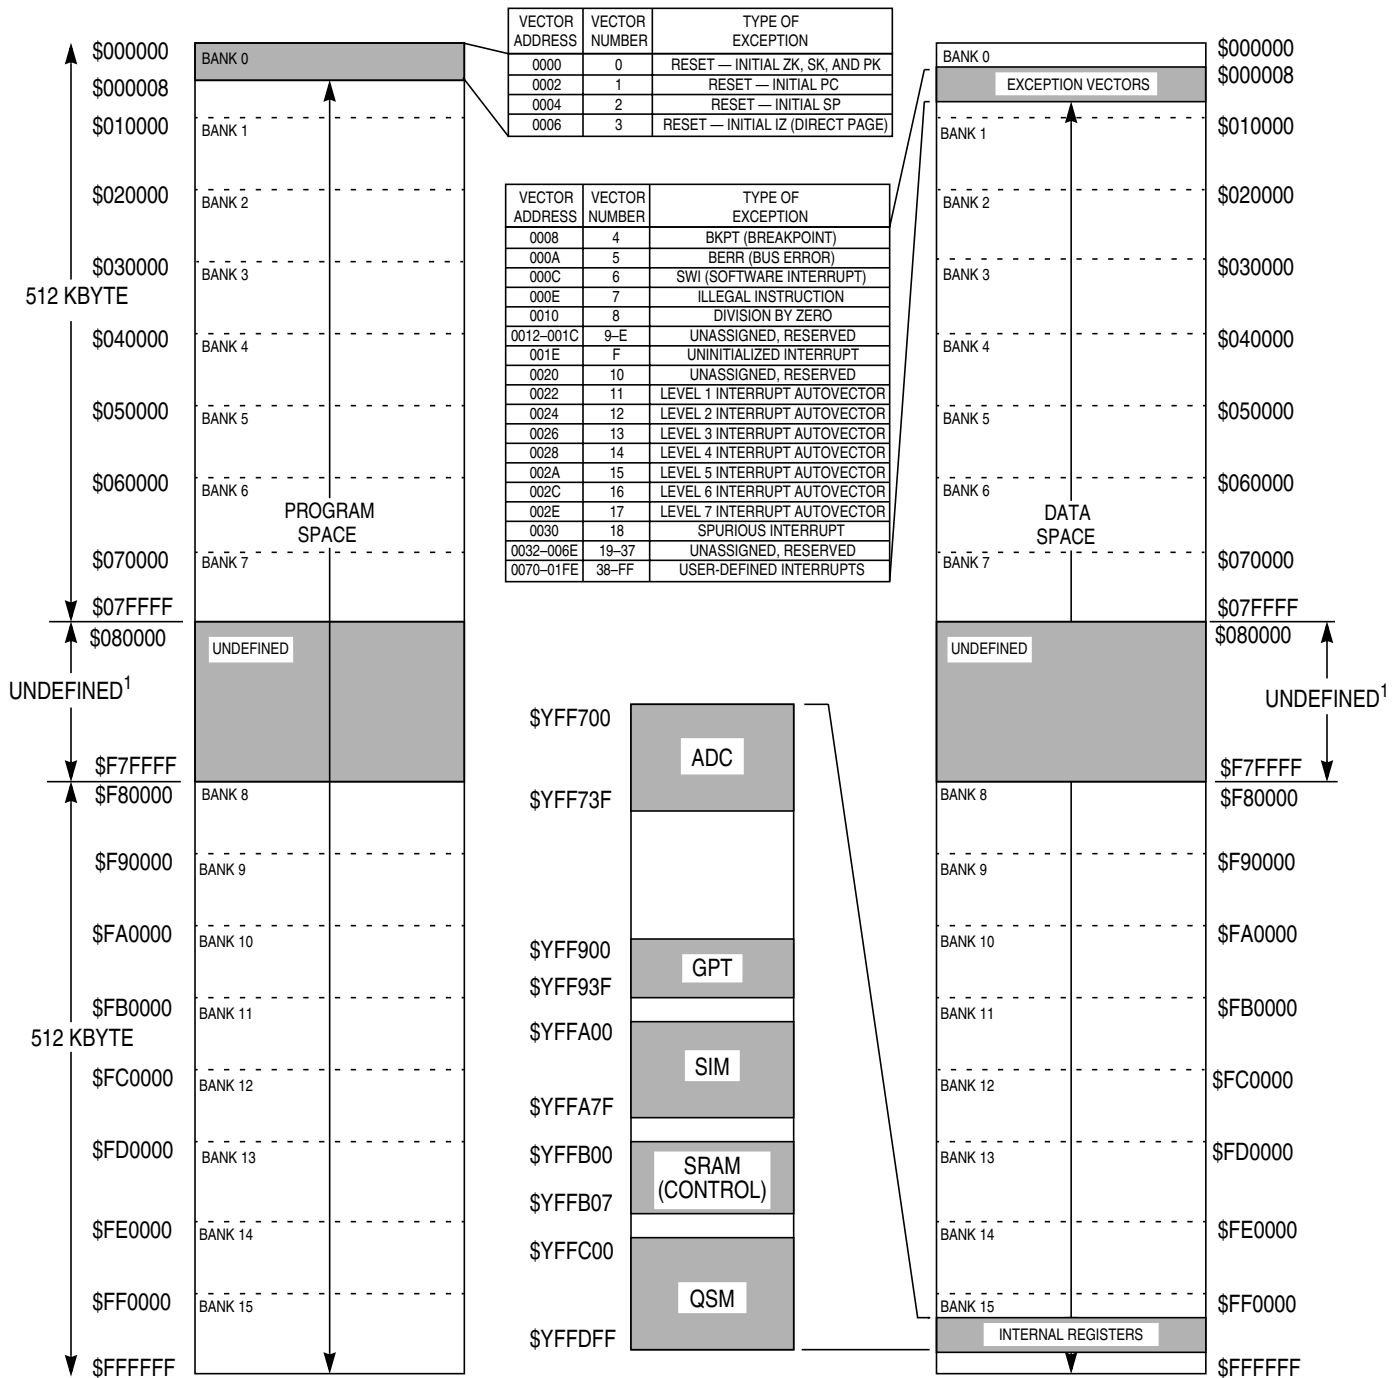 $000000
$000008
$010000
$020000
$030000
512 KBYTE
$040000
$050000
$060000
$070000
$07FFFF
$080000
UNDEFINED1
$F7FFFF
$F80000
$F90000
$FA0000
$FB0000
512 KBYTE
$FC0000
$FD0000
$FE0000
$FF0000
$FFFFFF
BANK 0
BANK 1
BANK 2
BANK 3
BANK 4
BANK 5
BANK 6
PROGRAM
SPACE
BANK 7
UNDEFINED
BANK 8
BANK 9
BANK 10
BANK 11
BANK 12
BANK 13
BANK 14
BANK 15
VECTOR ADDRESS VECTOR NUMBER TYPE OF EXCEPTION
0000 0 RESET — INITIAL ZK, SK, AND PK
0002 1 RESET — INITIAL PC
0004 2 RESET — INITIAL SP
0006 3 RESET — INITIAL IZ (DIRECT PAGE)
VECTOR ADDRESS VECTOR NUMBER TYPE OF EXCEPTION
0008 4 BKPT (BREAKPOINT)
000A 5 BERR (BUS ERROR)
000C 6 SWI (SOFTWARE INTERRUPT)
000E 7 ILLEGAL INSTRUCTION
0010 8 DIVISION BY ZERO
0012–001C 9–E UNASSIGNED, RESERVED
001E F UNINITIALIZED INTERRUPT
0020 10 UNASSIGNED, RESERVED
0022 11 LEVEL 1 INTERRUPT AUTOVECTOR
0024 12 LEVEL 2 INTERRUPT AUTOVECTOR
0026 13 LEVEL 3 INTERRUPT AUTOVECTOR
0028 14 LEVEL 4 INTERRUPT AUTOVECTOR
002A 15 LEVEL 5 INTERRUPT AUTOVECTOR
002C 16 LEVEL 6 INTERRUPT AUTOVECTOR
002E 17 LEVEL 7 INTERRUPT AUTOVECTOR
0030 18 SPURIOUS INTERRUPT
0032–006E 19–37 UNASSIGNED, RESERVED
0070–01FE 38–FF USER-DEFINED INTERRUPTS
$YFF700
ADC
$YFF73F
$YFF900
GPT
$YFF93F
$YFFA00
SIM
$YFFA7F
$YFFB00
SRAM
(CONTROL)
$YFFB07
$YFFC00
QSM
$YFFDFF
BANK 0
EXCEPTION VECTORS
BANK 1
BANK 2
BANK 3
BANK 4
BANK 5
BANK 6
DATA
SPACE
BANK 7
UNDEFINED
BANK 8
BANK 9
BANK 10
BANK 11
BANK 12
BANK 13
BANK 14
BANK 15
INTERNAL REGISTERS
$000000
$000008
$010000
$020000
$030000
$040000
$050000
$060000
$070000
$07FFFF
$080000
UNDEFINED1
$F7FFFF
$F80000
$F90000
$FA0000
$FB0000
$FC0000
$FD0000
$FE0000
$FF0000
$FFFFFF